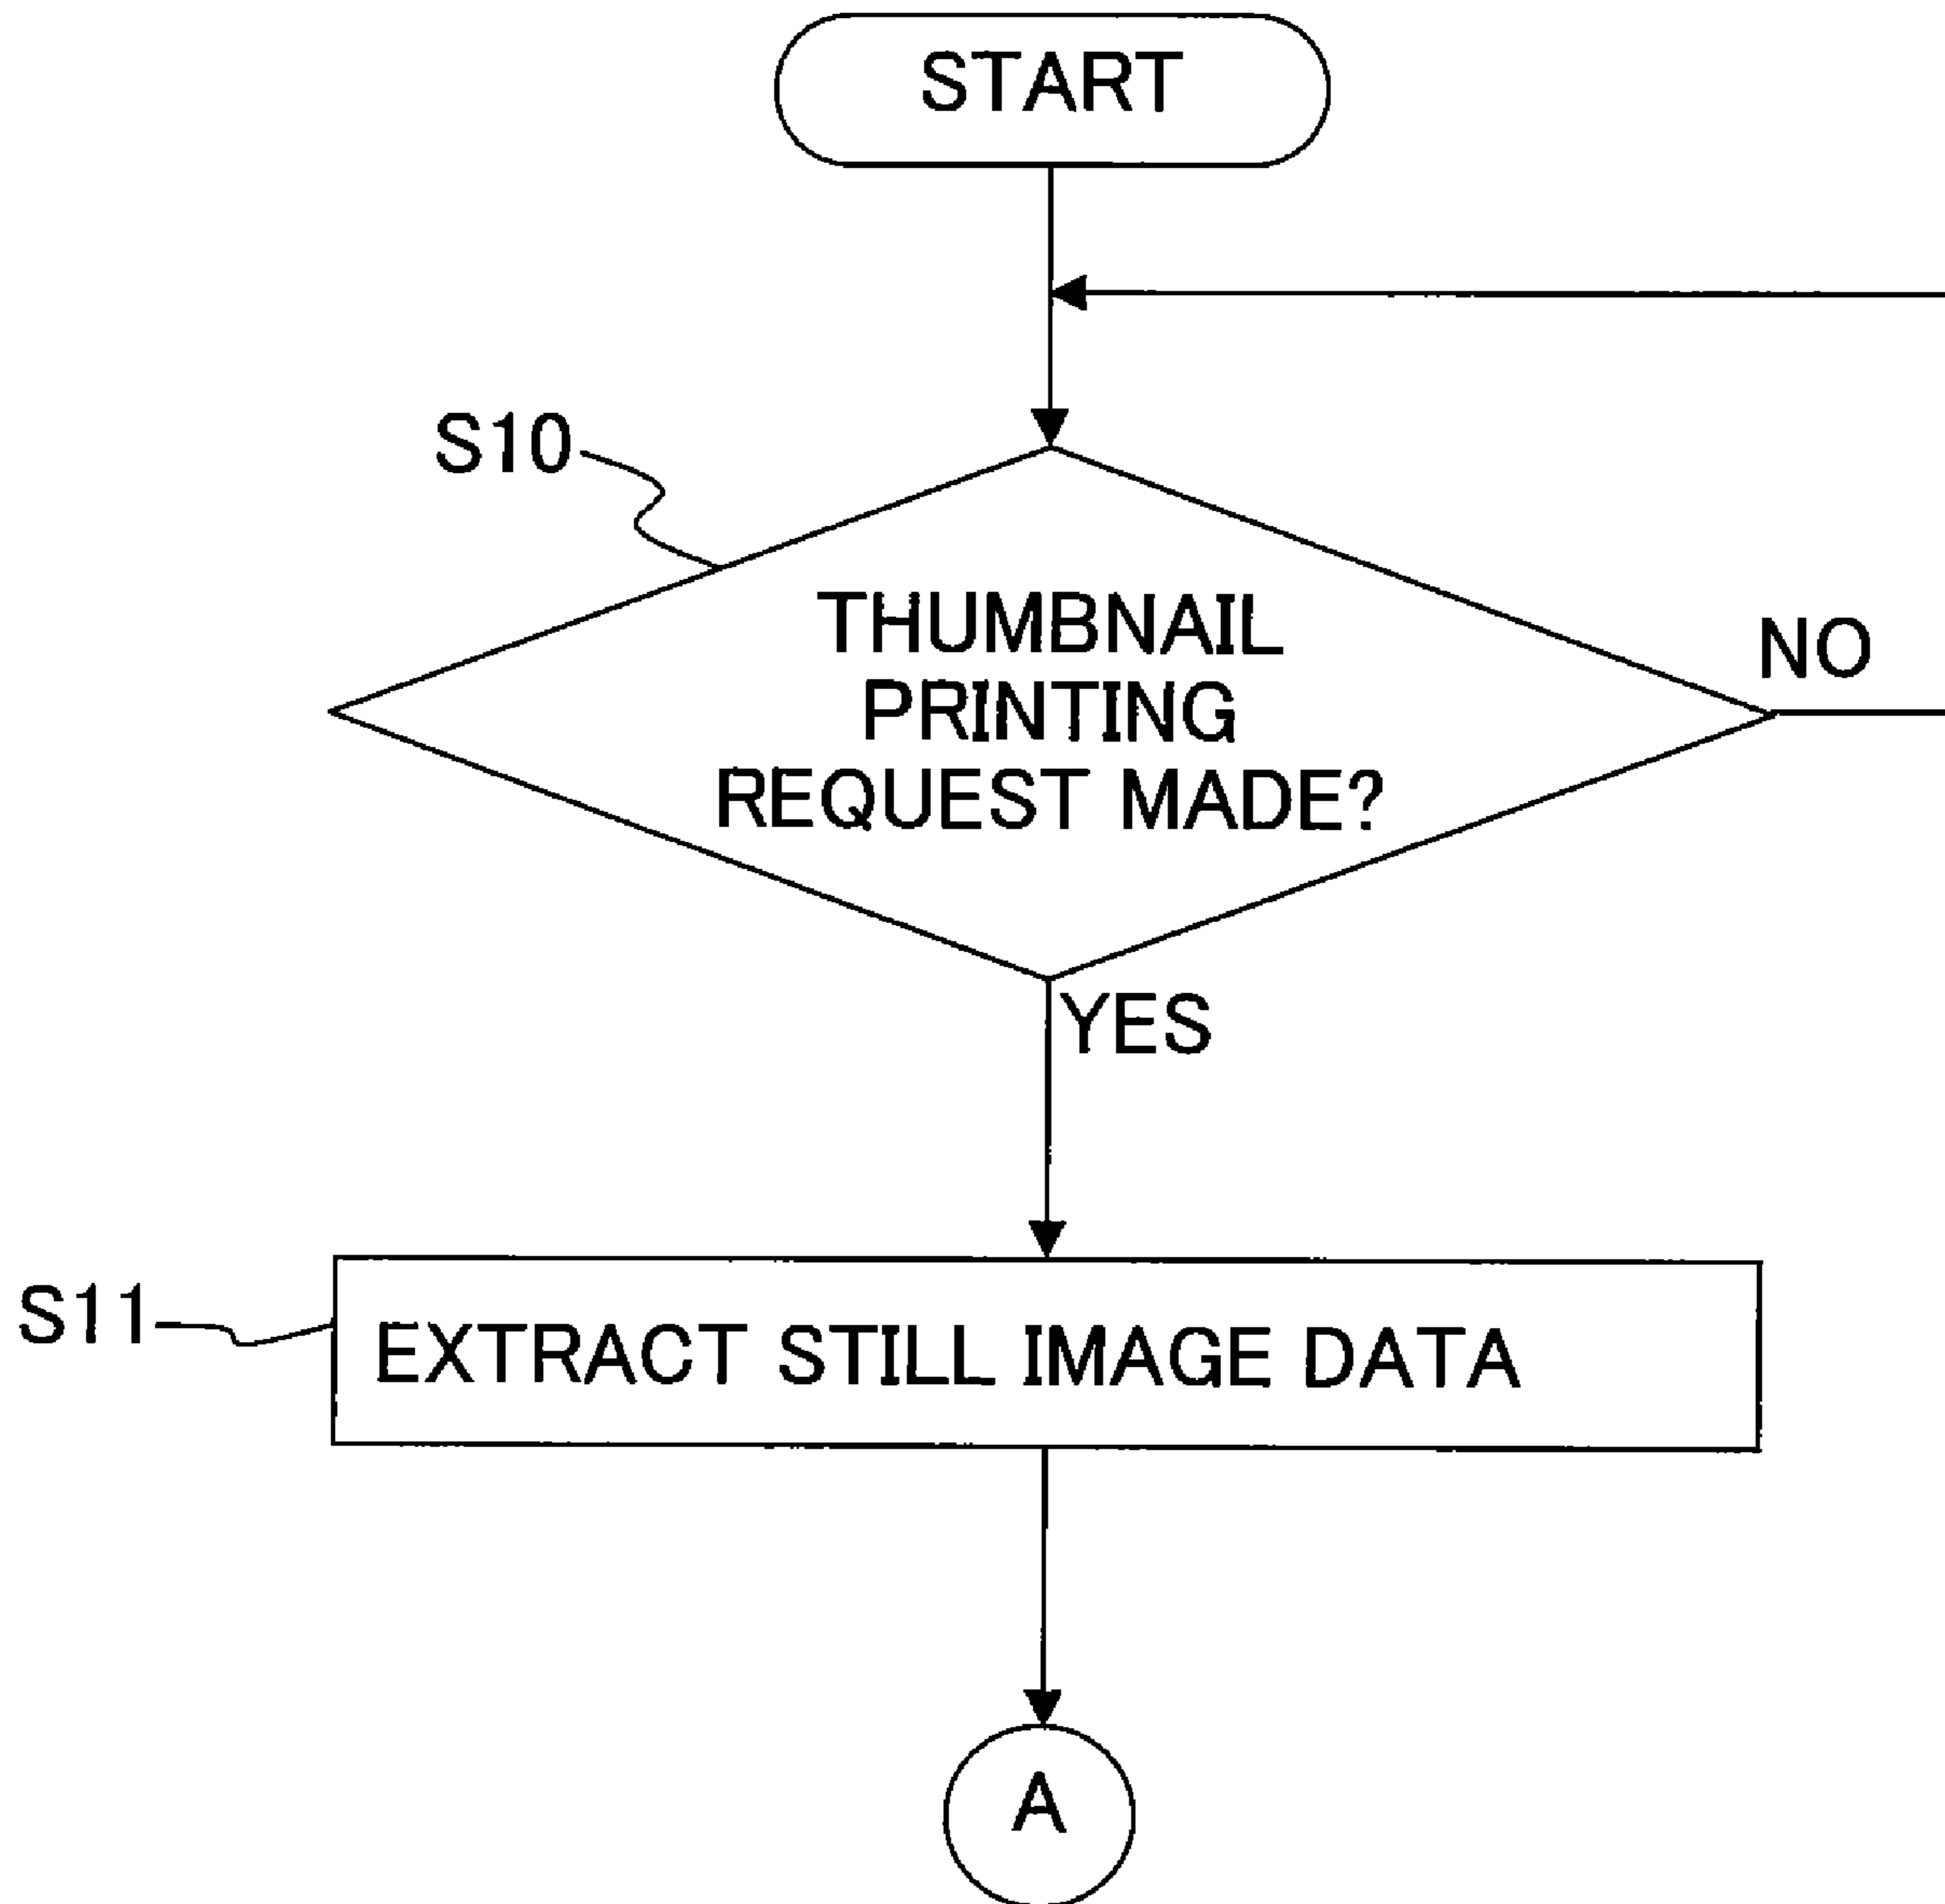 START
S10
THUMBNAIL
PRINTING
REQUEST MADE?
NO
YES
S11
EXTRACT STILL IMAGE DATA
A